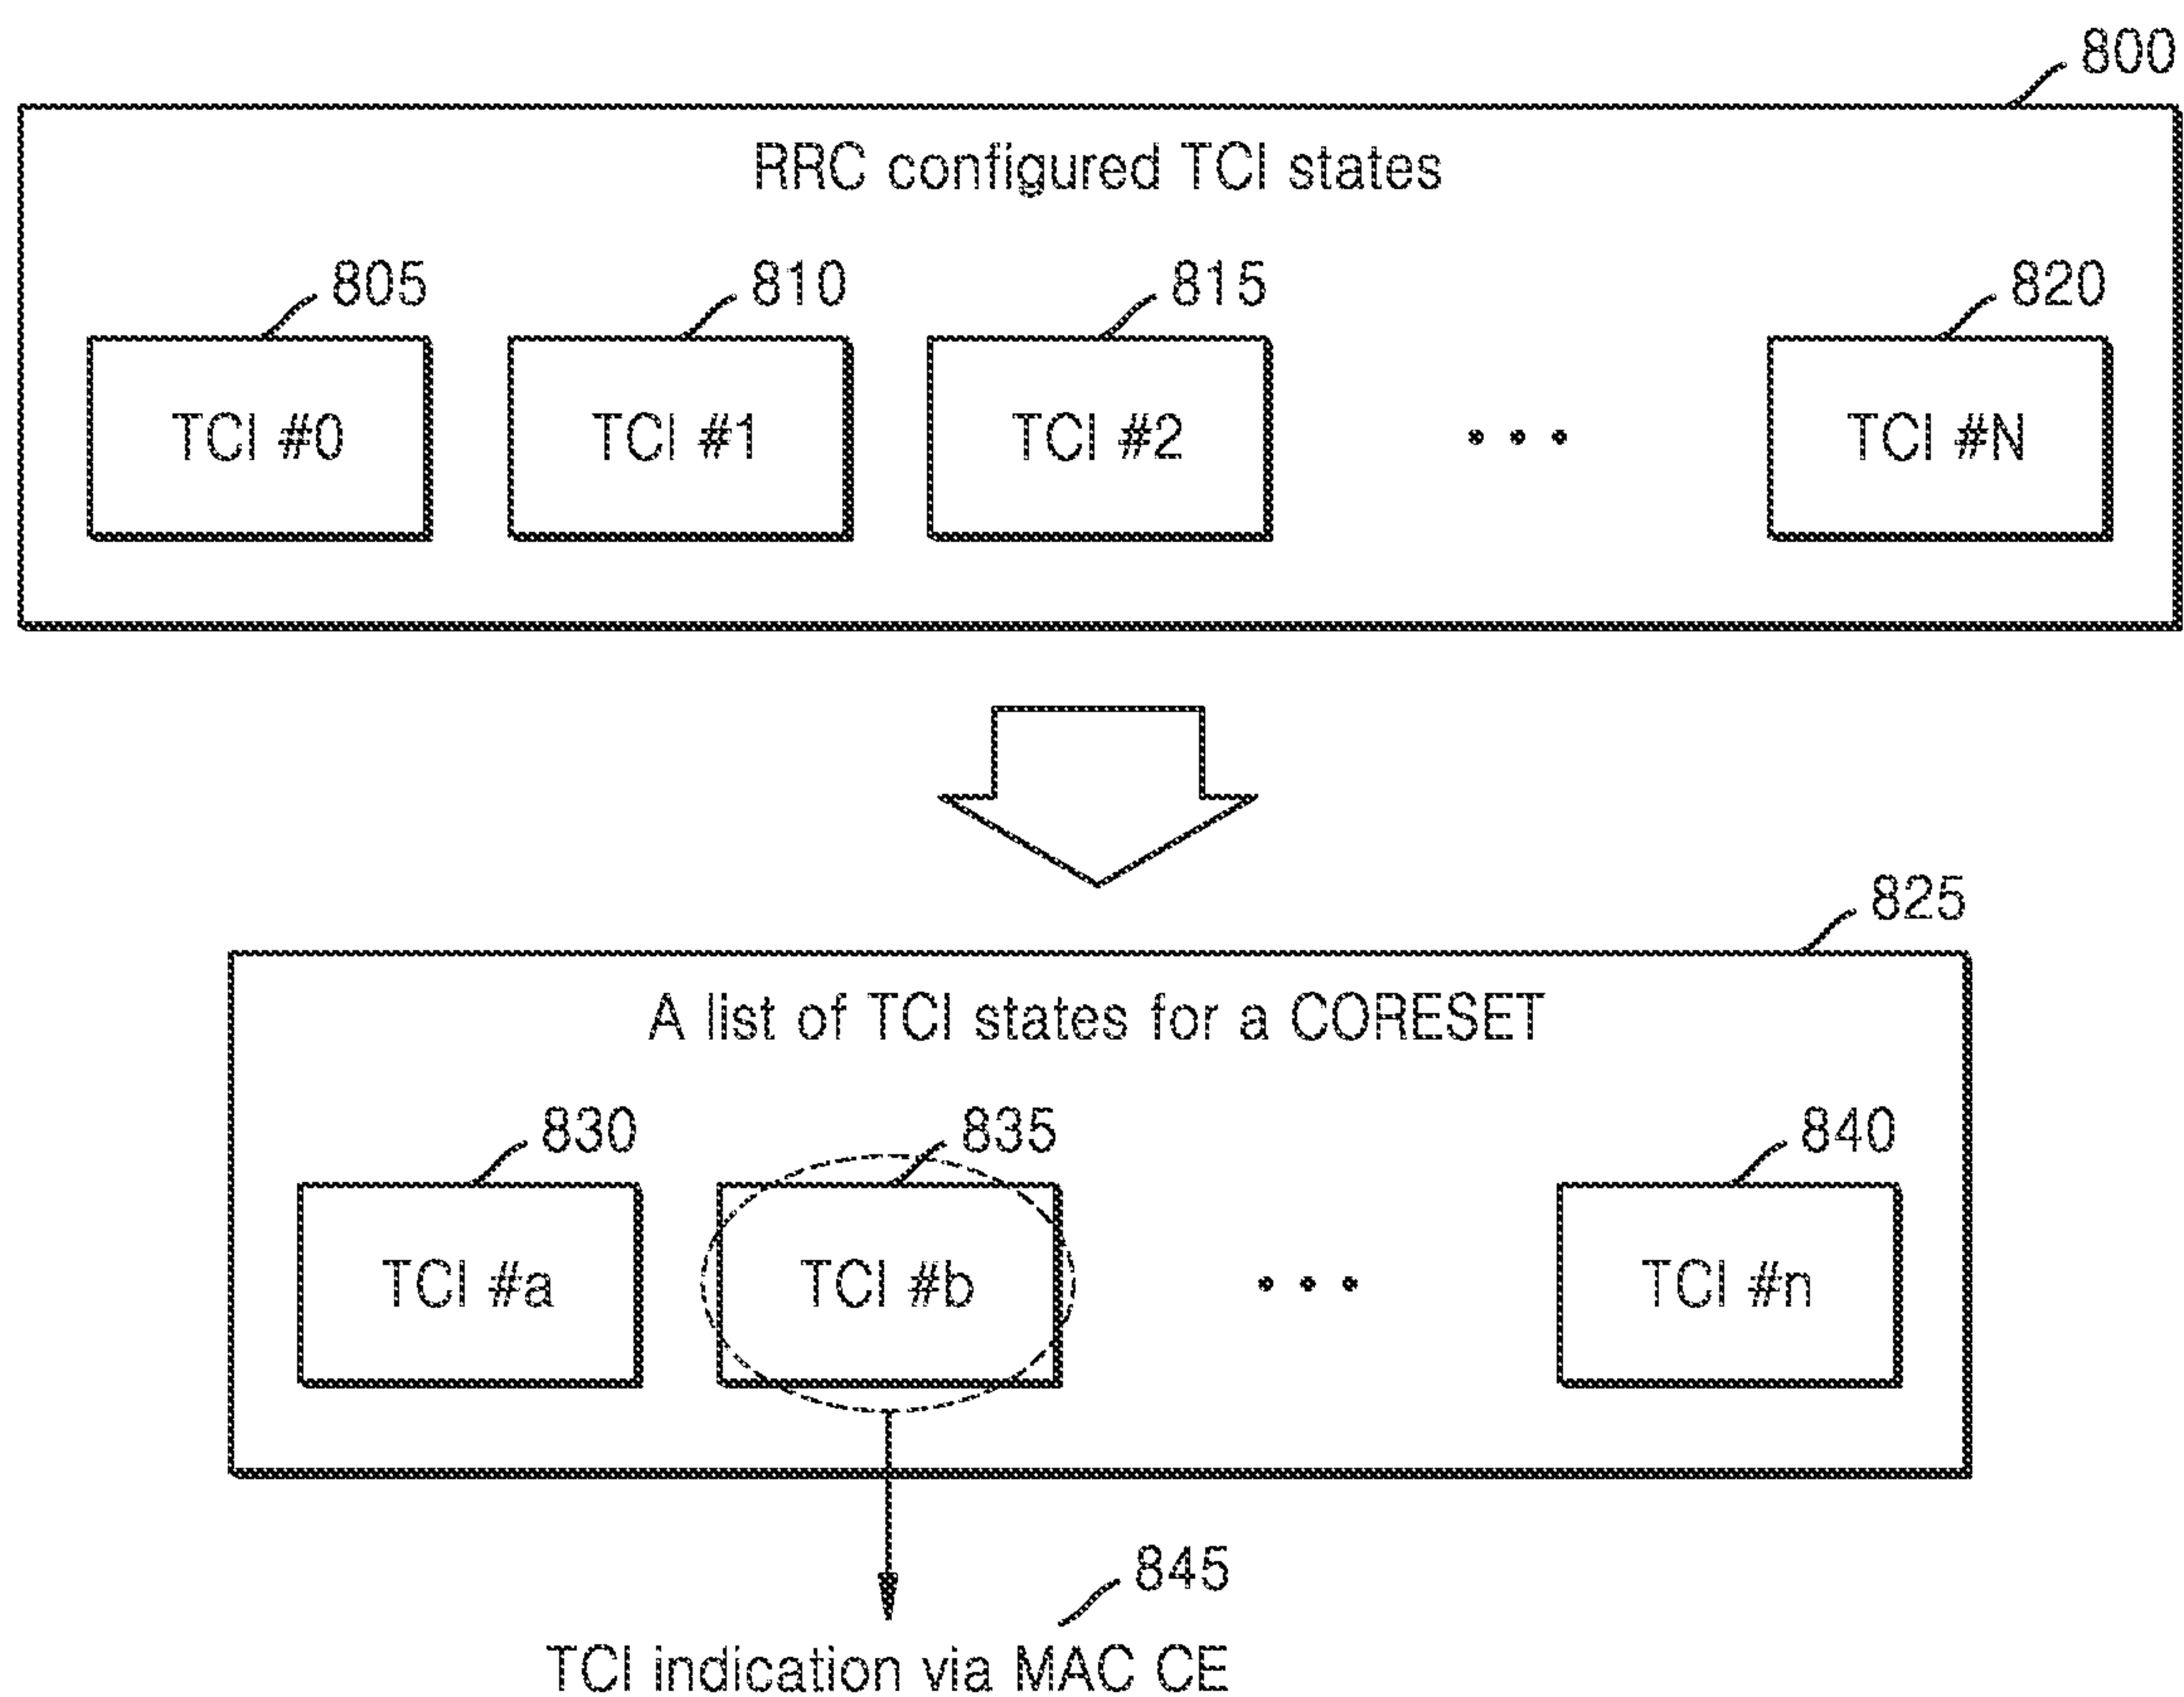 800
RRC configured TCI states
805 810 815 820
TCI #0 TCI #1 TCI #2 • • • TCI #N
825
A list of TCI states for a CORESET
830 835 840
TCI #a TCI #b • • • TCI #n
845
TCI indication via MAC CE